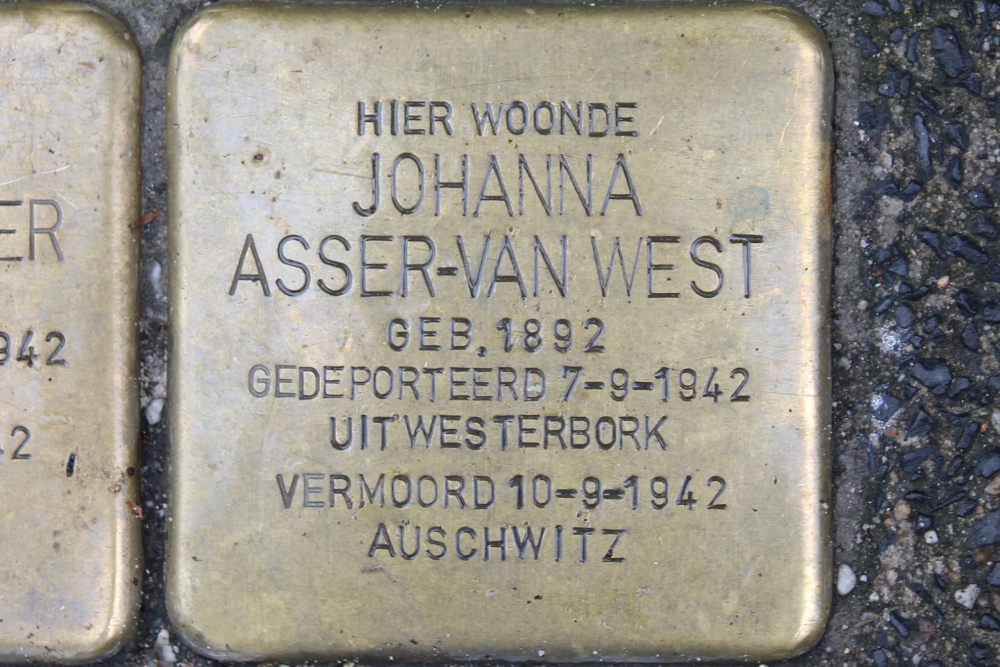 HIER WOONDE
JOHANNA
ASSER-VAN WEST
GEB. 1892
GEDEPORTEERD 7-9-1942
UIT WESTERBORK
VERMOORD 10-9-1942
AUSCHWITZ